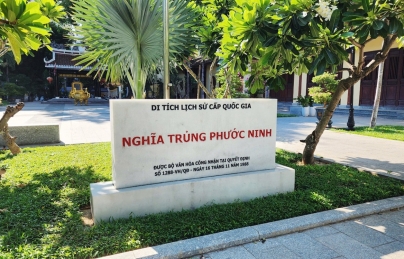 DI TÍCH LỊCH SỬ CẤP QUỐC GIA
NGHĨA TRỦNG PHƯỚC NINH
ĐƯỢC BỘ VĂN HÓA CÔNG NHẬN TẠI QUYẾT ĐỊNH
SỐ 1288-VH/QĐ - NGÀY 16 THÁNG 11 NĂM 1988